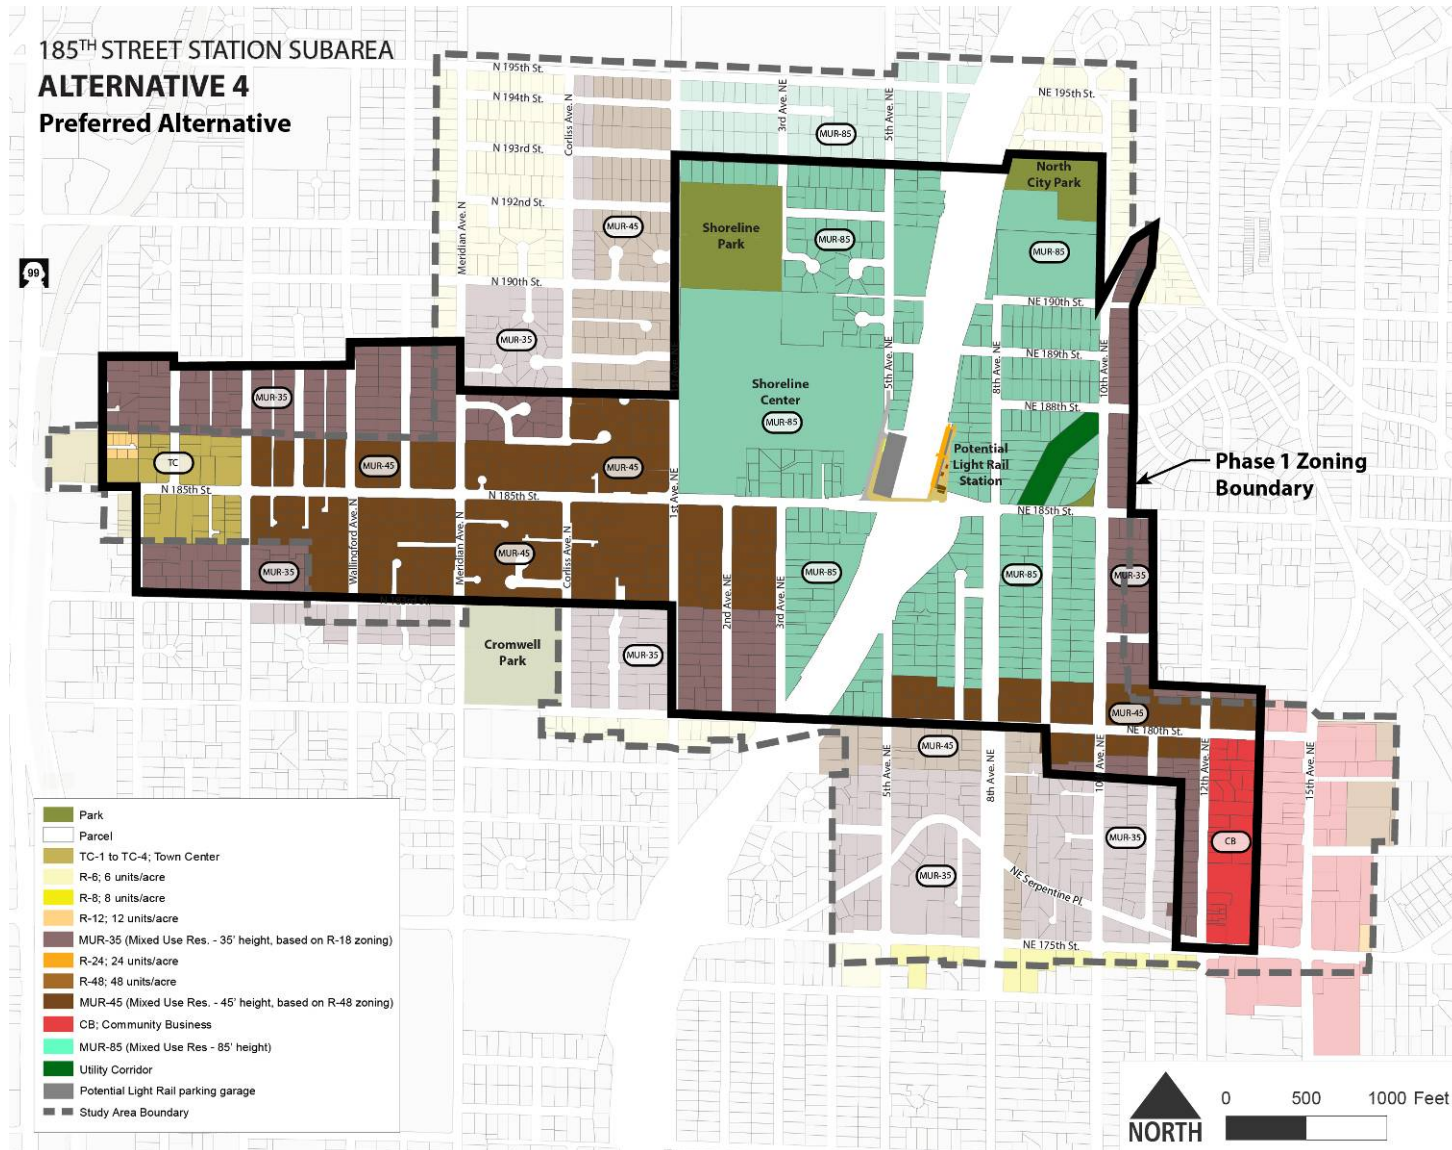 185TH STREET STATION SUBAREA
ALTERNATIVE 4
Preferred Alternative
N 195th St.
NE 195th St.
N 194th St.
Corliss Ave. N
3rd Ave. NE
5th Ave. NE
MUR-85
N 193rd St.
North
City Park
N 192nd St.
Meridian Ave. N
MUR-45
Shoreline
Park
MUR-85
MUR-85
99
N 190th St.
NE 190th St.
MUR-35
5th Ave. NE
NE 189th St.
8th Ave. NE
10th Ave. NE
MUR-35
Shoreline
Center
MUR-85
NE 188th St.
TC
MUR-45
MUR-45
Potential
Light Rail
Station
Phase 1 Zoning
Boundary
N 185th St.
N 185th St.
1st Ave. NE
NE 185th St.
Wallingford Ave. N
Meridian Ave. N
MUR-45
Corliss Ave. N
MUR-35
2nd Ave. NE
3rd Ave. NE
MUR-85
MUR-85
MUR-35
N 183rd St.
Cromwell
Park
MUR-35
MUR-45
NE 180th St.
MUR-45
5th Ave. NE
8th Ave. NE
10th Ave. NE
12th Ave. NE
15th Ave. NE
MUR-35
CB
MUR-35
NE Serpentine Pl.
NE 175th St.
Park
Parcel
TC-1 to TC-4; Town Center
R-6; 6 units/acre
R-8; 8 units/acre
R-12; 12 units/acre
MUR-35 (Mixed Use Res. - 35' height, based on R-18 zoning)
R-24; 24 units/acre
R-48; 48 units/acre
MUR-45 (Mixed Use Res. - 45' height, based on R-48 zoning)
CB; Community Business
MUR-85 (Mixed Use Res - 85' height)
Utility Corridor
Potential Light Rail parking garage
Study Area Boundary
NORTH
0 500 1000 Feet